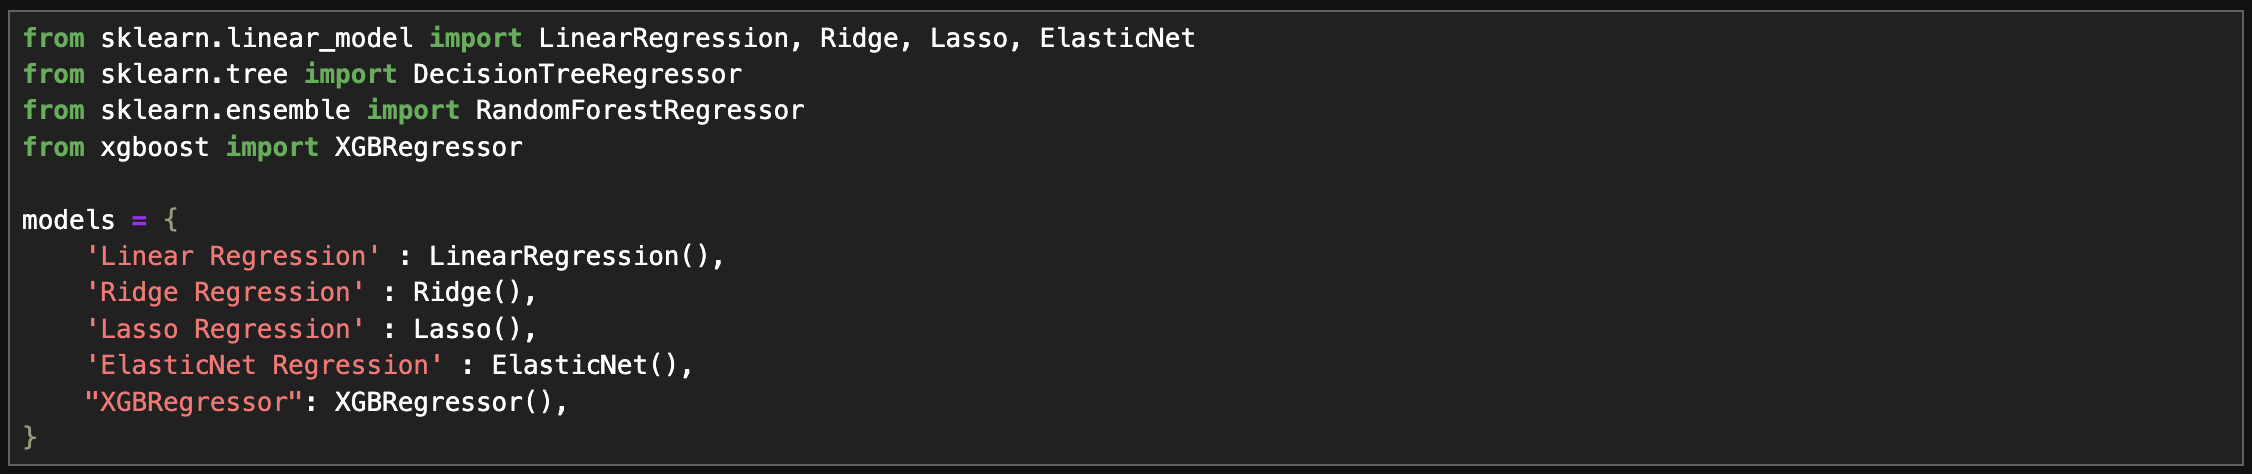 from sklearn.linear_model import LinearRegression, Ridge, Lasso, ElasticNet
from sklearn.tree import DecisionTreeRegressor
from sklearn.ensemble import RandomForestRegressor
from xgboost import XGBRegressor

models = {
    'Linear Regression' : LinearRegression(),
    'Ridge Regression' : Ridge(),
    'Lasso Regression' : Lasso(),
    'ElasticNet Regression' : ElasticNet(),
    "XGBRegressor": XGBRegressor(),
}